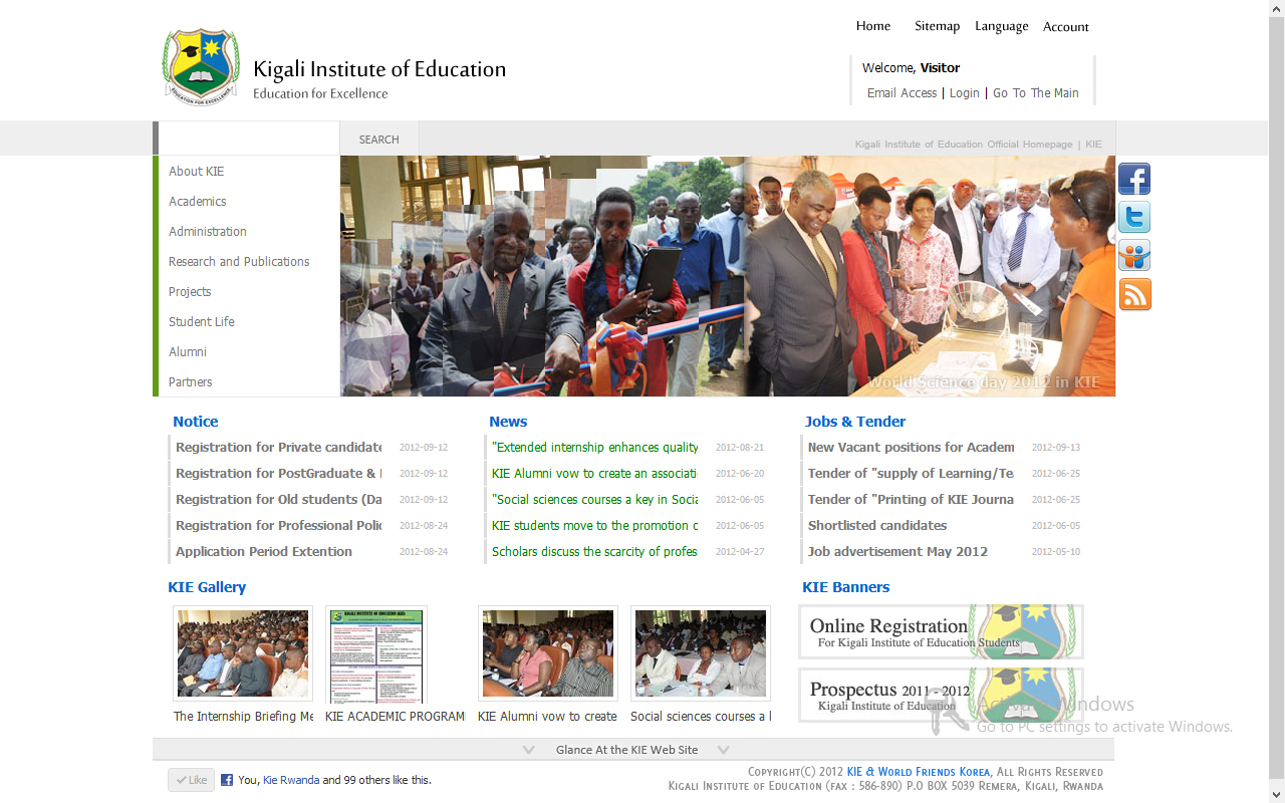 Home Sitemap Language Account
Kigali Institute of Education
Education for Excellence
EDUCATION FOR EXCELLENCE
Welcome, Visitor
Email Access | Login | Go To The Main
SEARCH
Kigali Institute of Education Official Homepage | KIE
About KIE
Academics
Administration
Research and Publications
Projects
Student Life
Alumni
Partners
World Science day 2012 in KIE
Notice
Registration for Private candidate 2012-09-12
Registration for PostGraduate & 2012-09-12
Registration for Old students (Da 2012-09-12
Registration for Professional Poli 2012-08-24
Application Period Extention 2012-08-24
News
"Extended internship enhances quality 2012-08-21
KIE Alumni vow to create an associati 2012-06-20
"Social sciences courses a key in Socia 2012-06-05
KIE students move to the promotion o 2012-06-05
Scholars discuss the scarcity of profes 2012-04-27
Jobs & Tender
New Vacant positions for Academ 2012-09-13
Tender of "supply of Learning/Te 2012-06-25
Tender of "Printing of KIE Journa 2012-06-25
Shortlisted candidates 2012-06-05
Job advertisement May 2012 2012-05-10
KIE Gallery
The Internship Briefing Me
KIE ACADEMIC PROGRAM
KIE Alumni vow to create
Social sciences courses a
KIE Banners
Online Registration
For Kigali Institute of Education Students
Prospectus 2011 - 2012
Kigali Institute of Education
Activate Windows
Go to PC settings to activate Windows.
Glance At the KIE Web Site
Like You, Kie Rwanda and 99 others like this.
Copyright(C) 2012 KIE & World Friends Korea, All Rights Reserved
Kigali Institute of Education (fax : 586-890) P.O BOX 5039 Remera, Kigali, Rwanda